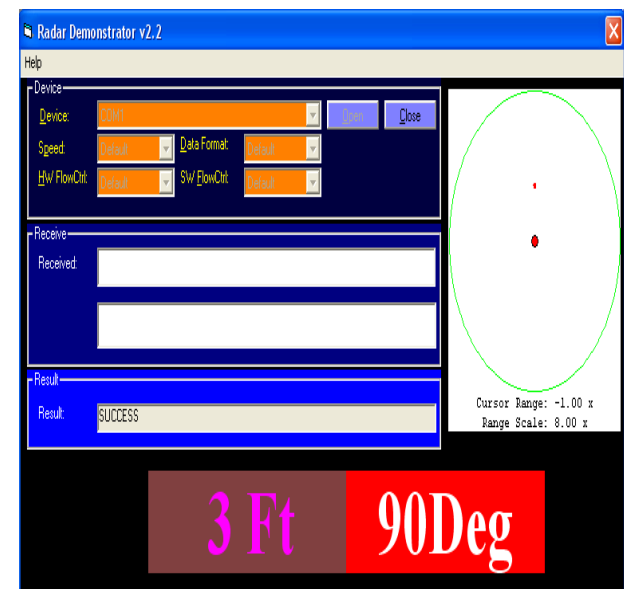 Radar Demonstrator v2.2
Help
Device
Device: COM1 Open Close
Speed: Default Data Format: Default
HW FlowCtrl: Default SW FlowCtrl: Default
Receive
Received:
Result
Result: SUCCESS
Cursor Range: -1.00 x
Range Scale: 8.00 x
3 Ft 90Deg